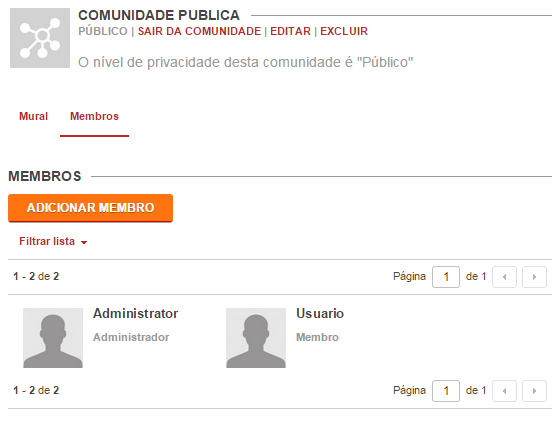 COMUNIDADE PUBLICA
PÚBLICO | SAIR DA COMUNIDADE | EDITAR | EXCLUIR
O nível de privacidade desta comunidade é "Público"
Mural Membros
MEMBROS
ADICIONAR MEMBRO
Filtrar lista
1 - 2 de 2 Página 1 de 1
Administrator Usuario
Administrador Membro
1 - 2 de 2 Página 1 de 1